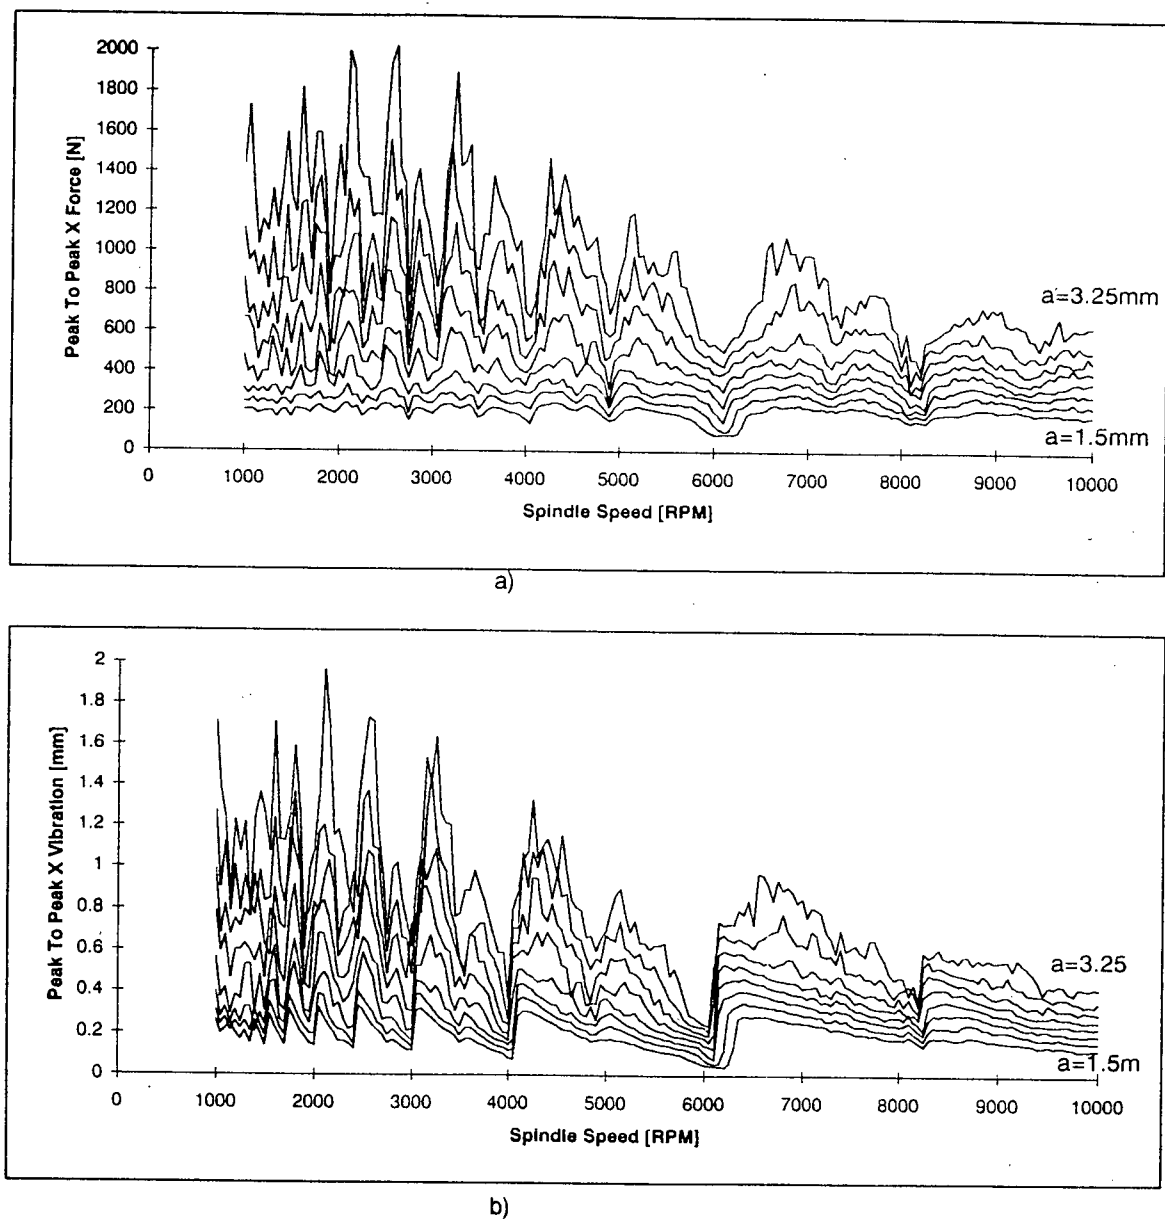 2000
1800
1600
1400
1200
1000
800
600
400
200
0
Peak To Peak X Force [N]
a=3.25mm
a=1.5mm
0 1000 2000 3000 4000 5000 6000 7000 8000 9000 10000
Spindle Speed [RPM]
a)
2
1.8
1.6
1.4
1.2
1
0.8
0.6
0.4
0.2
0
Peak To Peak X Vibration [mm]
a=3.25
a=1.5m
0 1000 2000 3000 4000 5000 6000 7000 8000 9000 10000
Spindle Speed [RPM]
b)